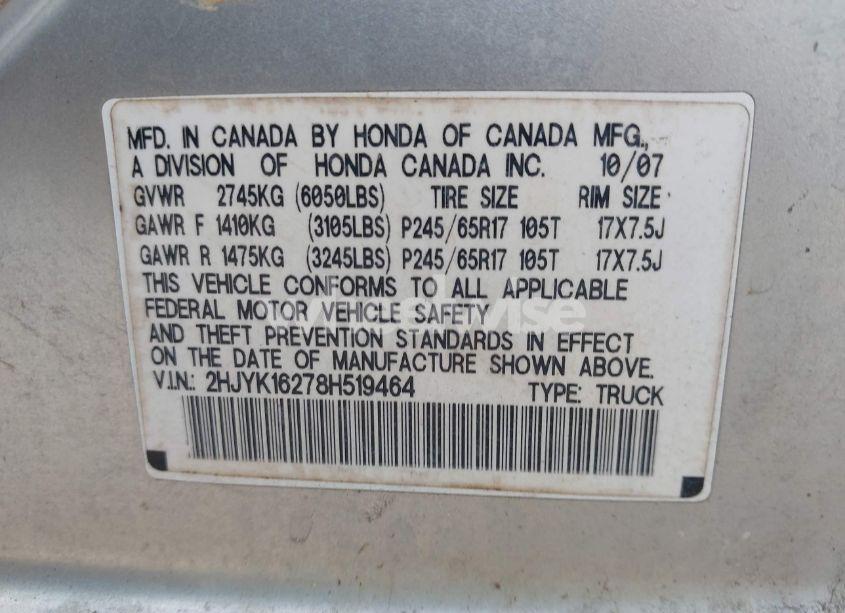 MFD. IN CANADA BY HONDA OF CANADA MFG.,
A DIVISION OF HONDA CANADA INC. 10/07
GVWR 2745KG (6050LBS) TIRE SIZE RIM SIZE
GAWR F 1410KG (3105LBS) P245/65R17 105T 17X7.5J
GAWR R 1475KG (3245LBS) P245/65R17 105T 17X7.5J
THIS VEHICLE CONFORMS TO ALL APPLICABLE
FEDERAL MOTOR VEHICLE SAFETY
AND THEFT PREVENTION STANDARDS IN EFFECT
ON THE DATE OF MANUFACTURE SHOWN ABOVE.
V.I.N.: 2HJYK16278H519464 TYPE: TRUCK